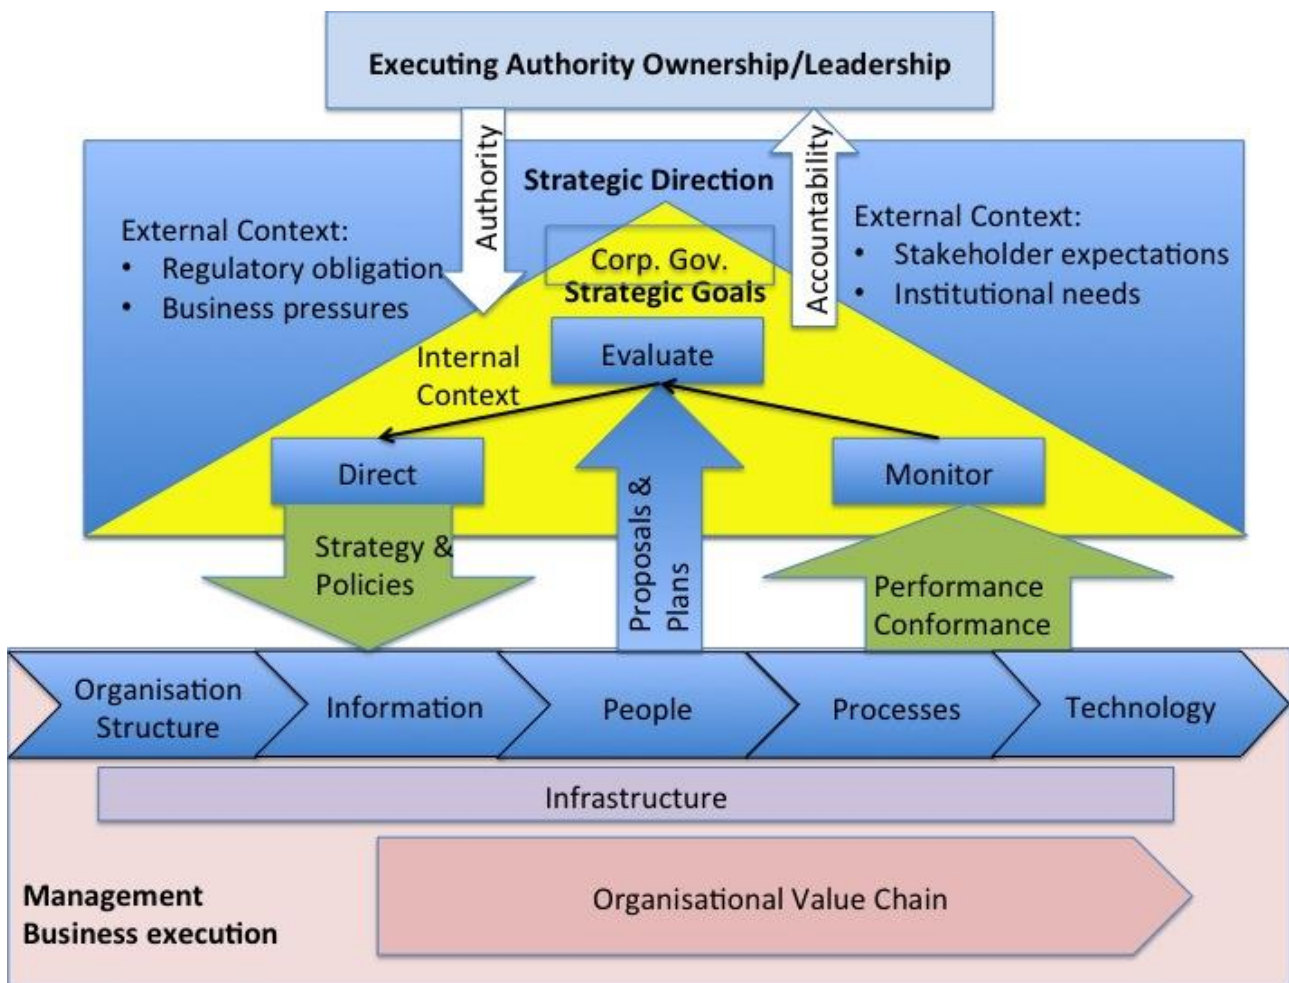 Executing Authority Ownership/Leadership
Authority
Accountability
Strategic Direction
External Context:
• Regulatory obligation
• Business pressures
External Context:
• Stakeholder expectations
• Institutional needs
Corp. Gov.
Strategic Goals
Evaluate
Internal
Context
Direct
Monitor
Strategy &
Policies
Proposals &
Plans
Performance
Conformance
Organisation
Structure
Information
People
Processes
Technology
Infrastructure
Organisational Value Chain
Management
Business execution